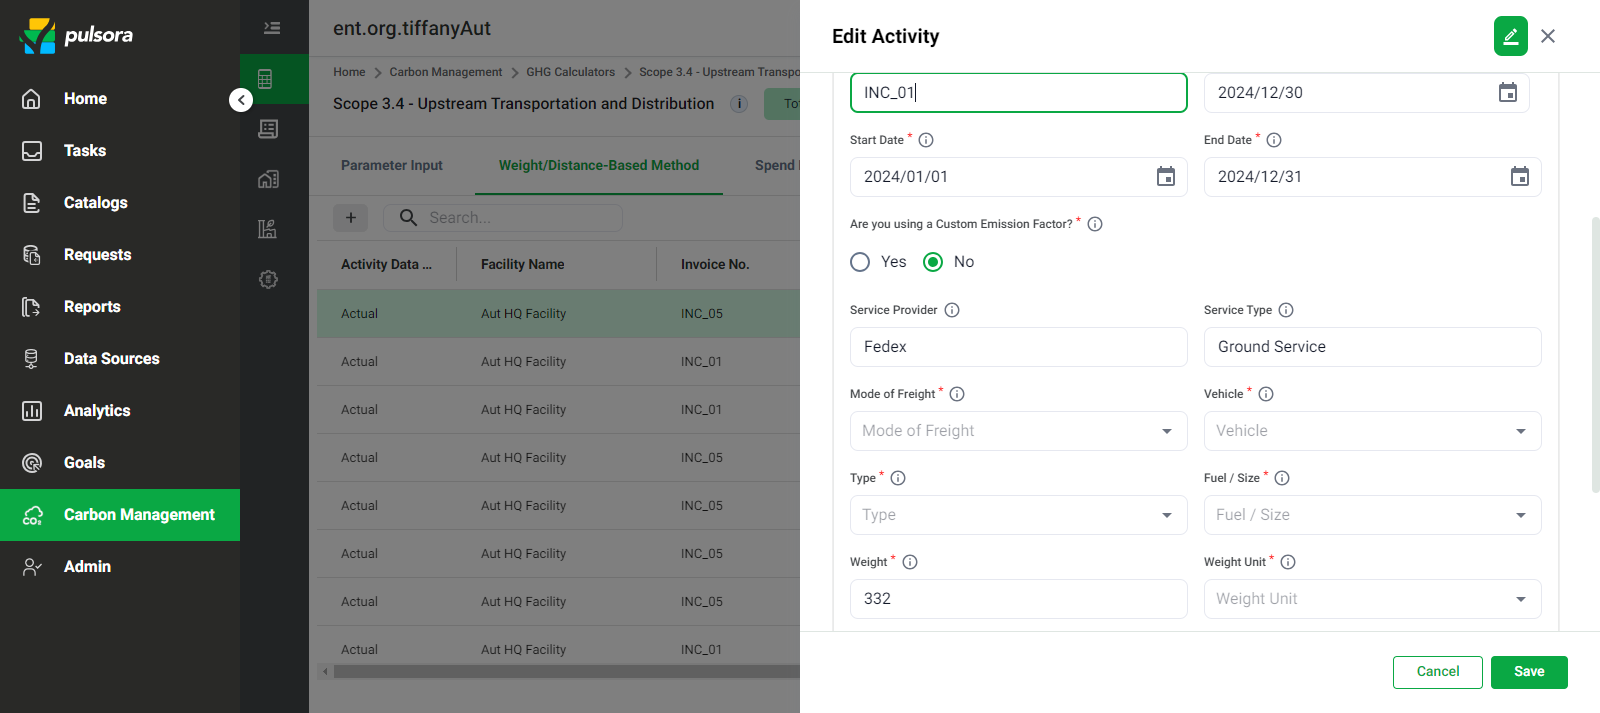 pulsora
Home
Tasks
Catalogs
Requests
Reports
Data Sources
Analytics
Goals
Carbon Management
Admin
ent.org.tiffanyAut
Home > Carbon Management > GHG Calculators > Scope 3.4 - Upstream Transpo
Scope 3.4 - Upstream Transportation and Distribution
To
Parameter Input
Weight/Distance-Based Method
Spend
Search...
Activity Data ... Facility Name Invoice No.
Actual Aut HQ Facility INC_05
Actual Aut HQ Facility INC_01
Actual Aut HQ Facility INC_01
Actual Aut HQ Facility INC_05
Actual Aut HQ Facility INC_05
Actual Aut HQ Facility INC_05
Actual Aut HQ Facility INC_05
Actual Aut HQ Facility INC_01
Edit Activity
INC_01 2024/12/30
Start Date * End Date *
2024/01/01 2024/12/31
Are you using a Custom Emission Factor? *
Yes No
Service Provider Service Type
Fedex Ground Service
Mode of Freight * Vehicle *
Mode of Freight Vehicle
Type * Fuel / Size *
Type Fuel / Size
Weight * Weight Unit *
332 Weight Unit
Cancel Save